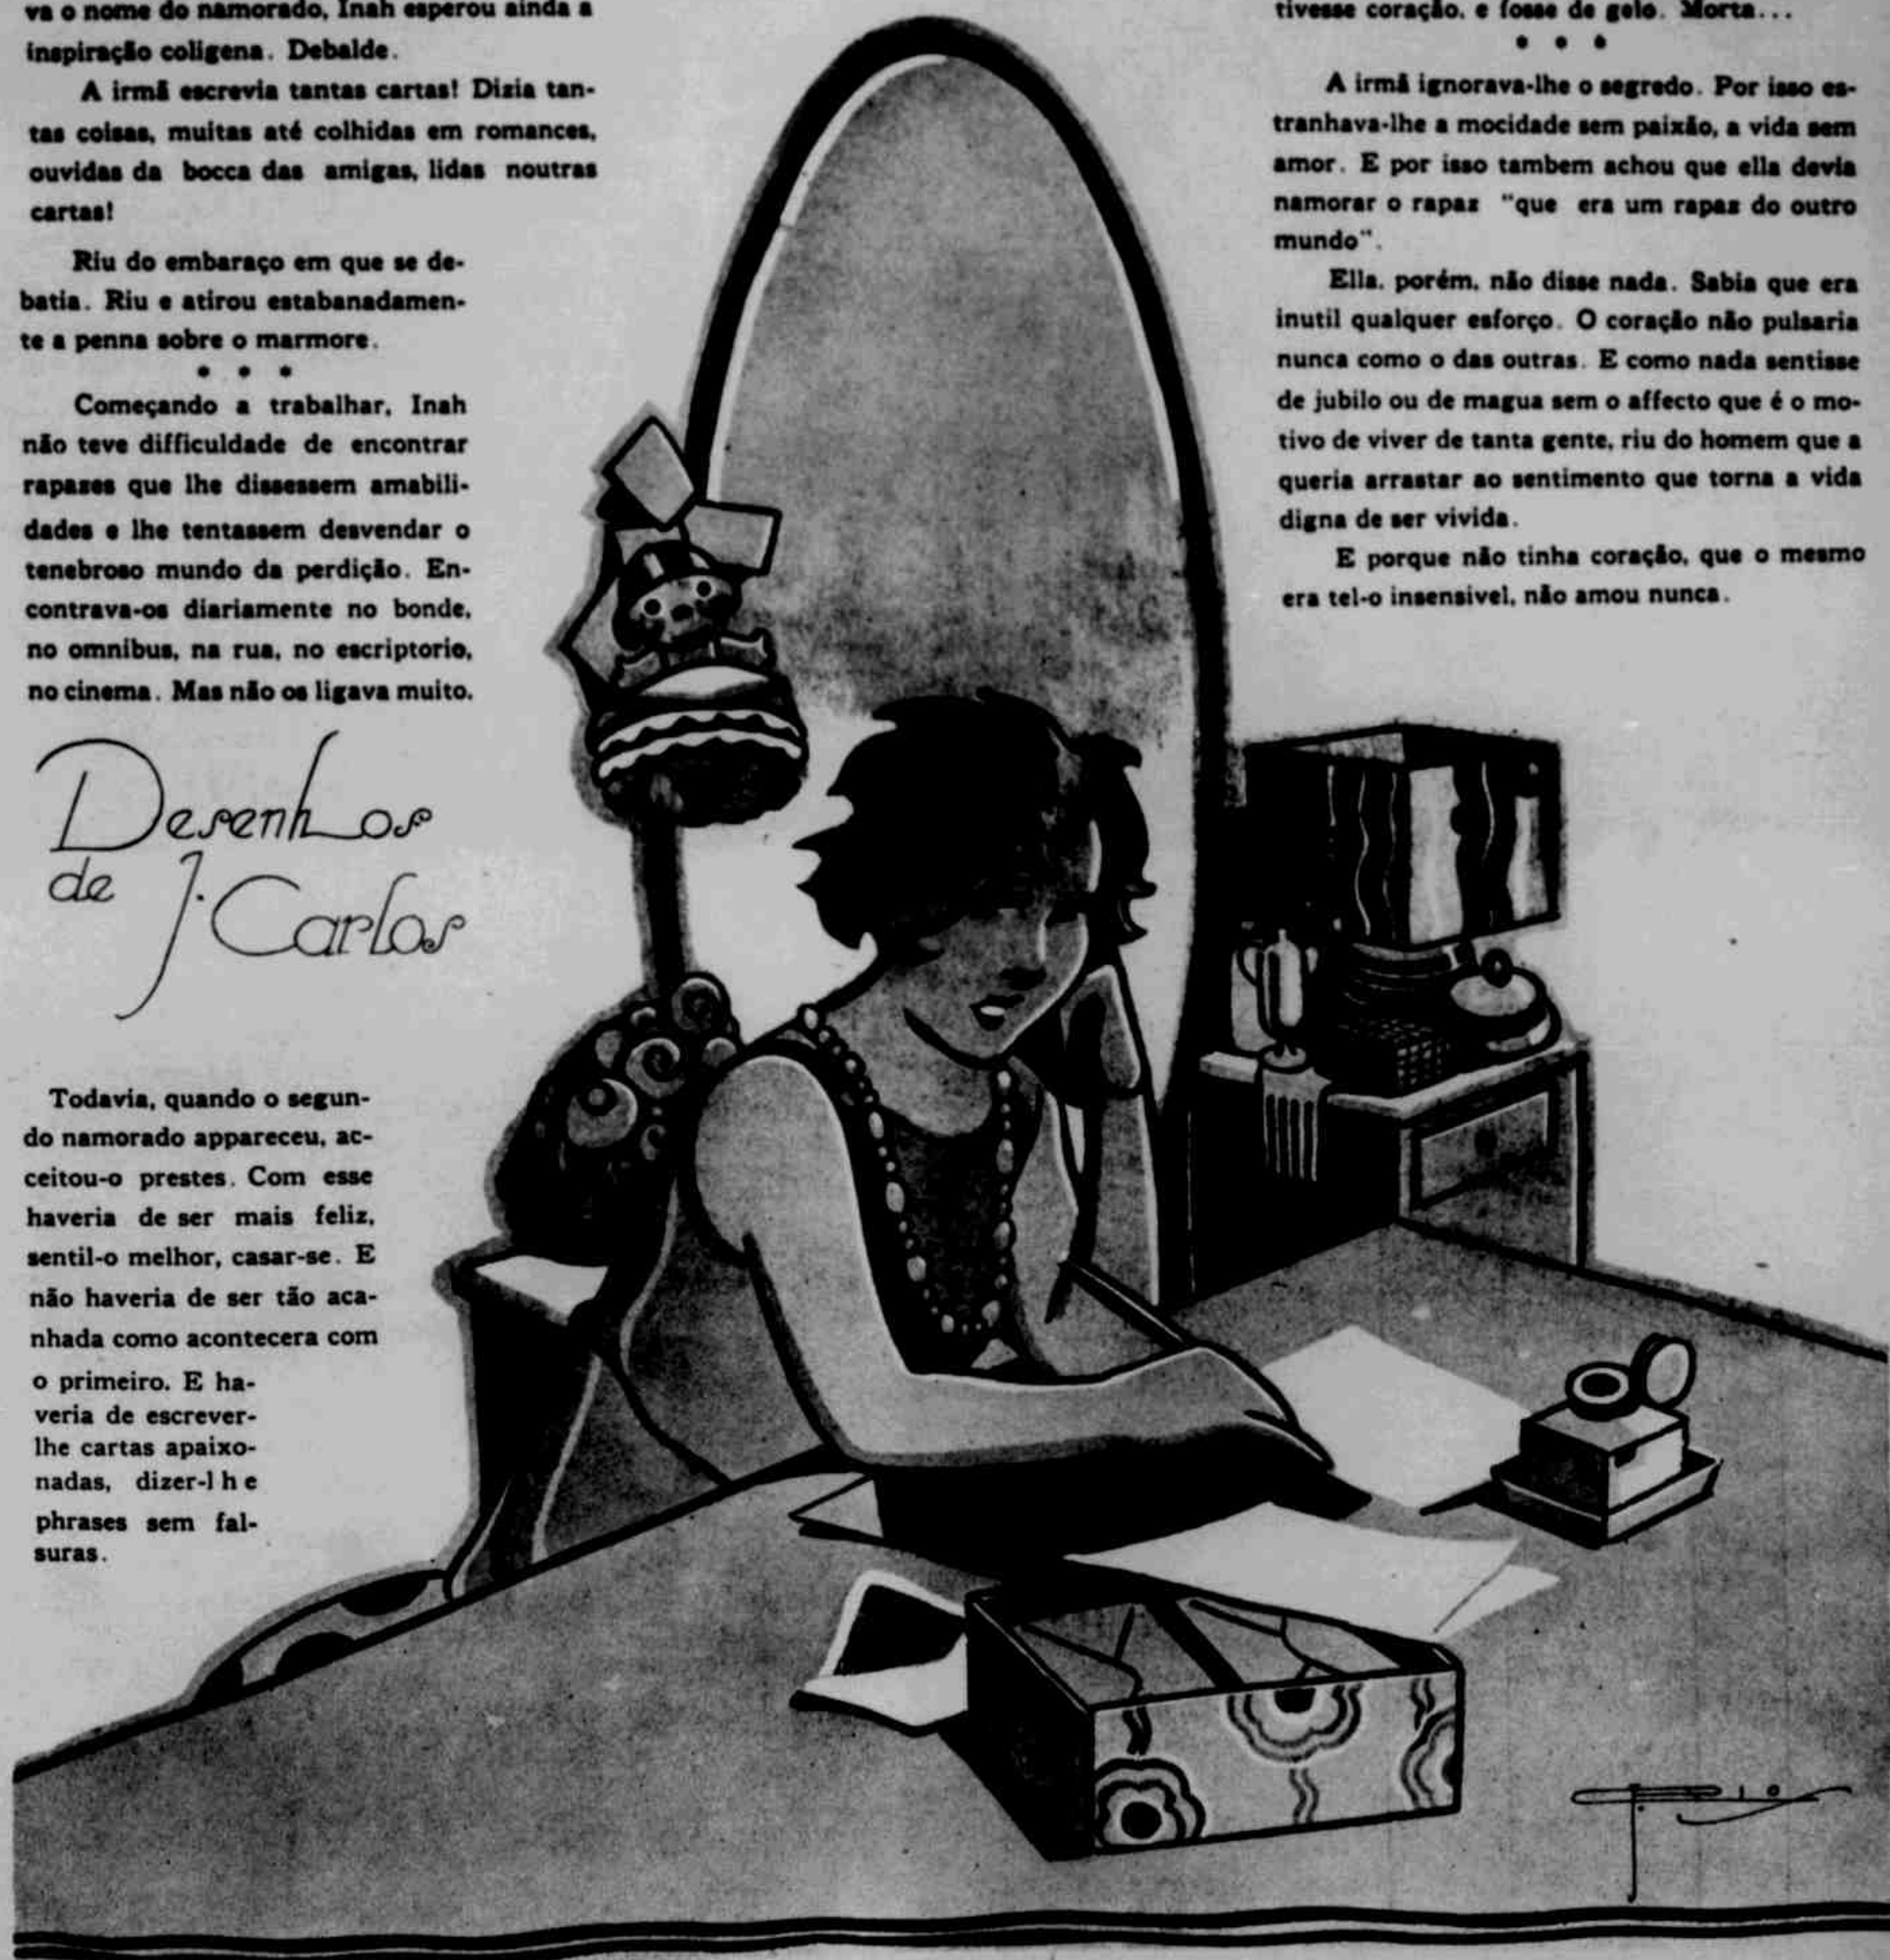 va o nome do namorado, Inah esperou ainda a
inspiração coligena. Debalde.
A irmã escrevia tantas cartas! Dizia tan-
tas coisas, muitas até colhidas em romances,
ouvidas da bocca das amigas, lidas noutras
cartas!
Riu do embaraço em que se de-
batia. Riu e atirou estabanadamen-
te a penna sobre o marmore.
• • •
Começando a trabalhar, Inah
não teve difficuldade de encontrar
rapazes que lhe dissessem amabili-
dades e lhe tentassem desvendar o
tenebroso mundo da perdição. En-
contrava-os diariamente no bonde,
no omnibus, na rua, no escriptorio,
no cinema. Mas não os ligava muito.
Desenhos
de J. Carlos
Todavia, quando o segun-
do namorado appareceu, ac-
ceitou-o prestes. Com esse
haveria de ser mais feliz,
sentil-o melhor, casar-se. E
não haveria de ser tão aca-
nhada como acontecera com
o primeiro. E ha-
veria de escrever-
lhe cartas apaixo-
nadas, dizer-lhe
phrases sem fal-
suras.
tivesse coração, e fosse de gelo. Morta...
• • •
A irmã ignorava-lhe o segredo. Por isso es-
tranhava-lhe a mocidade sem paixão, a vida sem
amor. E por isso tambem achou que ella devia
namorar o rapaz "que era um rapaz do outro
mundo".
Ella, porém, não disse nada. Sabia que era
inutil qualquer esforço. O coração não pulsaria
nunca como o das outras. E como nada sentisse
de jubilo ou de magua sem o affecto que é o mo-
tivo de viver de tanta gente, riu do homem que a
queria arrastar ao sentimento que torna a vida
digna de ser vivida.
E porque não tinha coração, que o mesmo
era tel-o insensivel, não amou nunca.